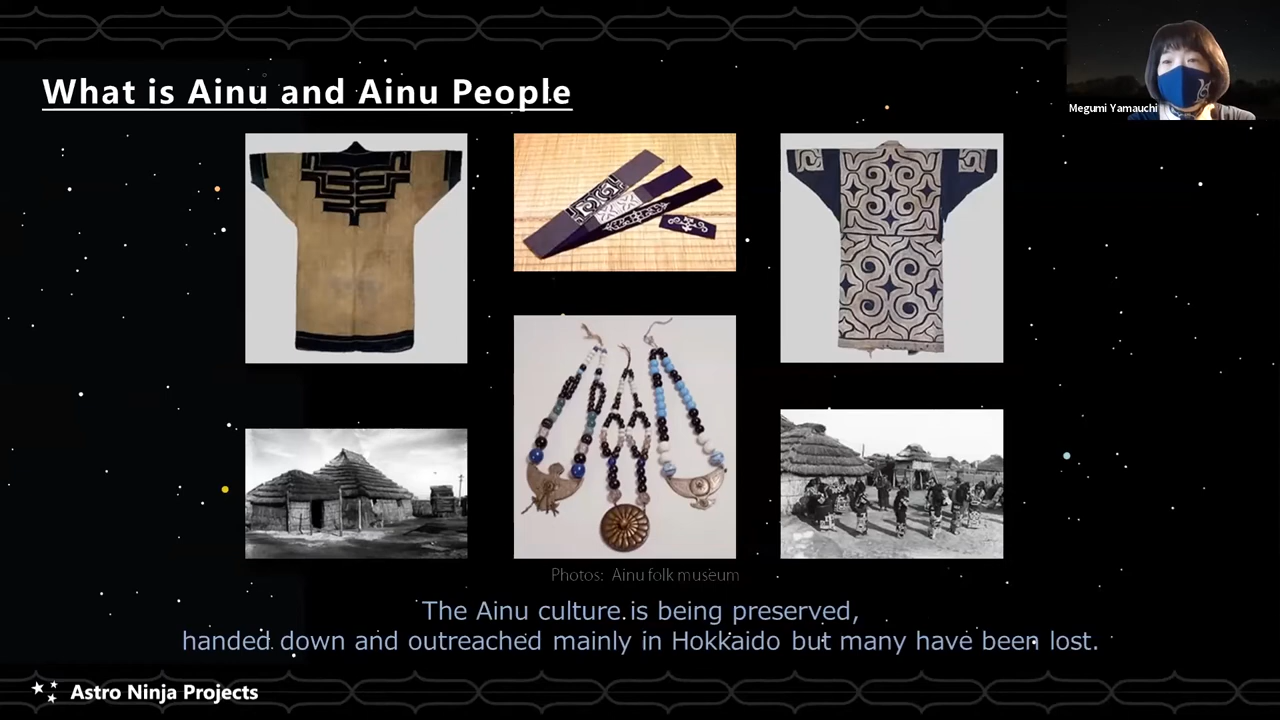 What is Ainu and Ainu People
Megumi Yamauchi
Photos: Ainu folk museum
The Ainu culture is being preserved,
handed down and outreached mainly in Hokkaido but many have been lost.
Astro Ninja Projects